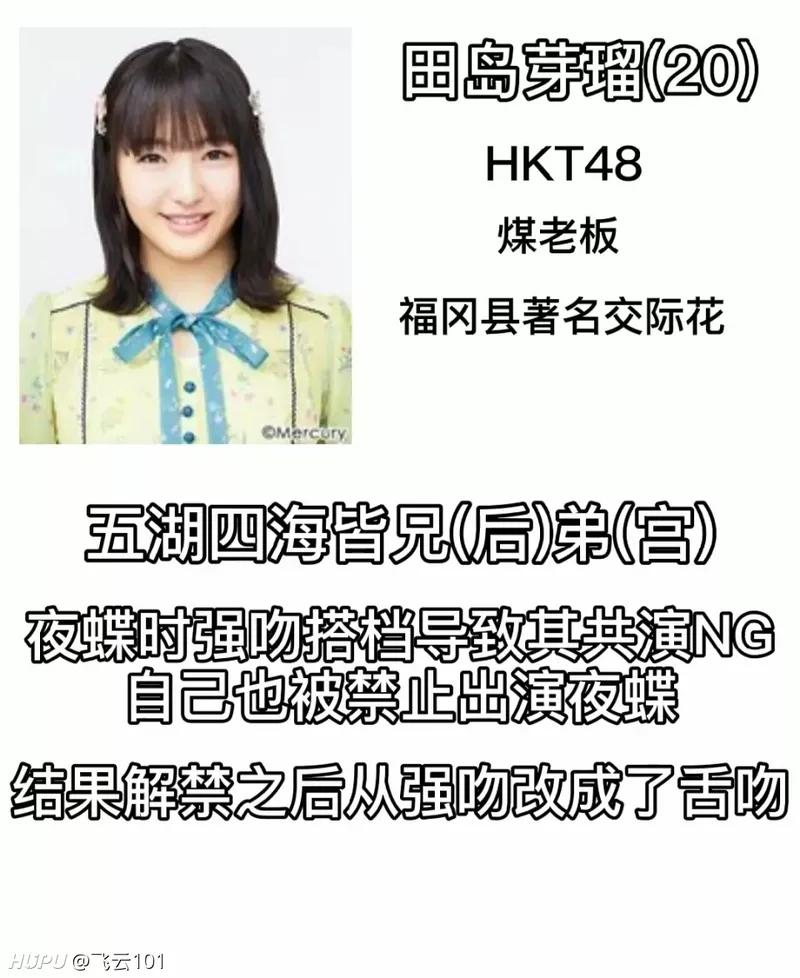 田岛芽瑠(20)
HKT48
煤老板
福冈县著名交际花
©Mercury
五湖四海皆兄(后)弟(宫)
夜蝶时强吻搭档导致其共演NG
自己也被禁止出演夜蝶
结果解禁之后从强吻改成了舌吻
HUPU @飞云101